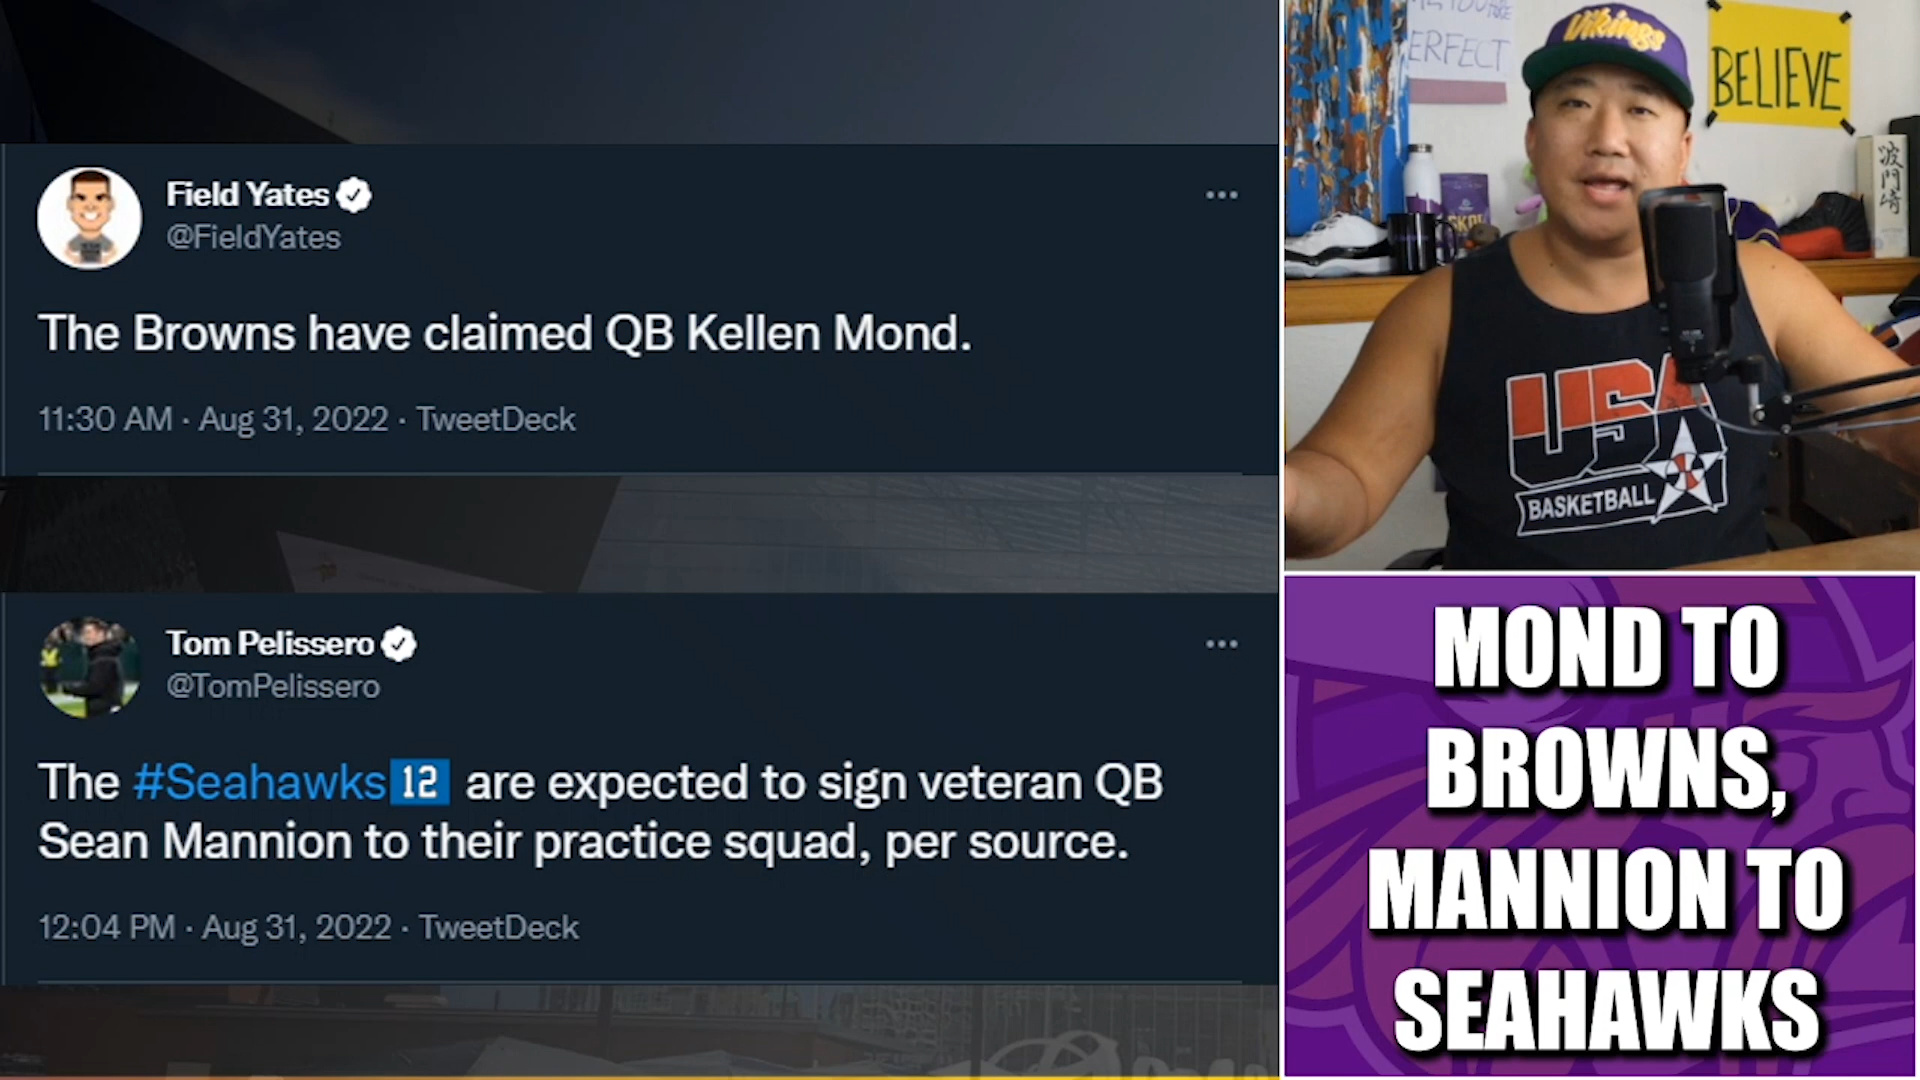 Field Yates
@FieldYates
The Browns have claimed QB Kellen Mond.
11:30 AM · Aug 31, 2022 · TweetDeck
Tom Pelissero
@TomPelissero
The #Seahawks 12 are expected to sign veteran QB
Sean Mannion to their practice squad, per source.
12:04 PM · Aug 31, 2022 · TweetDeck
Vikings
BELIEVE
USA
BASKETBALL
MOND TO
BROWNS,
MANNION TO
SEAHAWKS